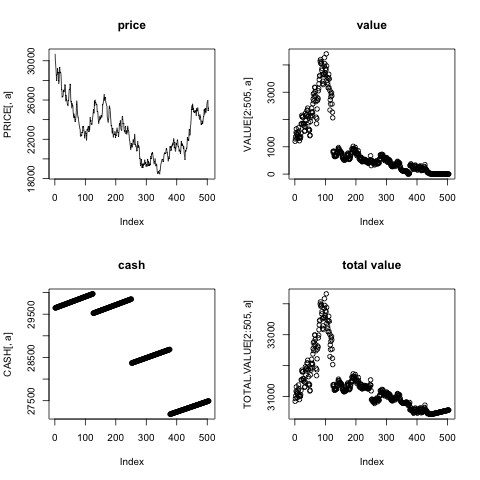 price
PRICE[, a]
18000 22000 26000 30000
0 100 200 300 400 500
Index
value
VALUE[2:505, a]
0 1000 3000
0 100 200 300 400 500
Index
cash
CASH[, a]
27500 28500 29500
0 100 200 300 400 500
Index
total value
TOTAL.VALUE[2:505, a]
31000 33000
0 100 200 300 400 500
Index